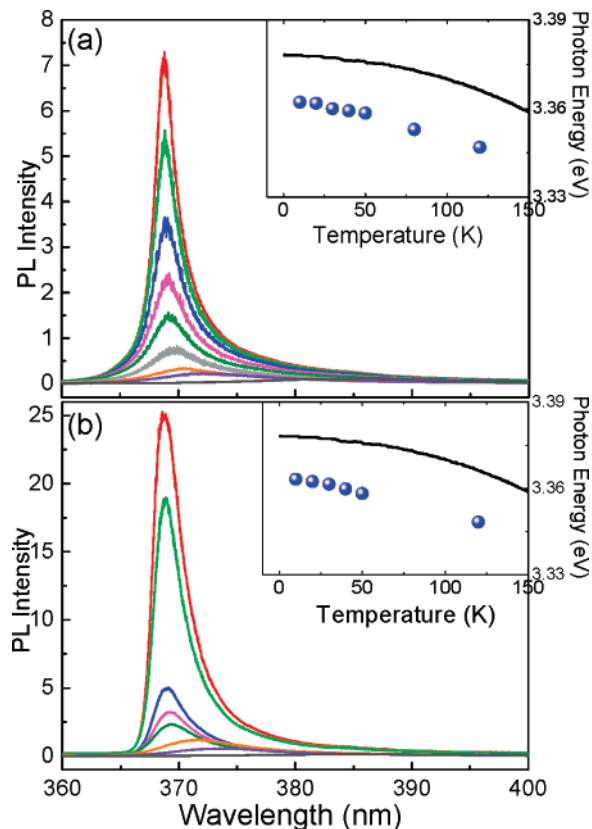 (a)
PL Intensity
8
7
6
5
4
3
2
1
0
3.39
3.36
3.33
Photon Energy (eV)
0 50 100 150
Temperature (K)
(b)
PL Intensity
25
20
15
10
5
0
3.39
3.36
3.33
Photon Energy (eV)
0 50 100 150
Temperature (K)
360 370 380 390 400
Wavelength (nm)